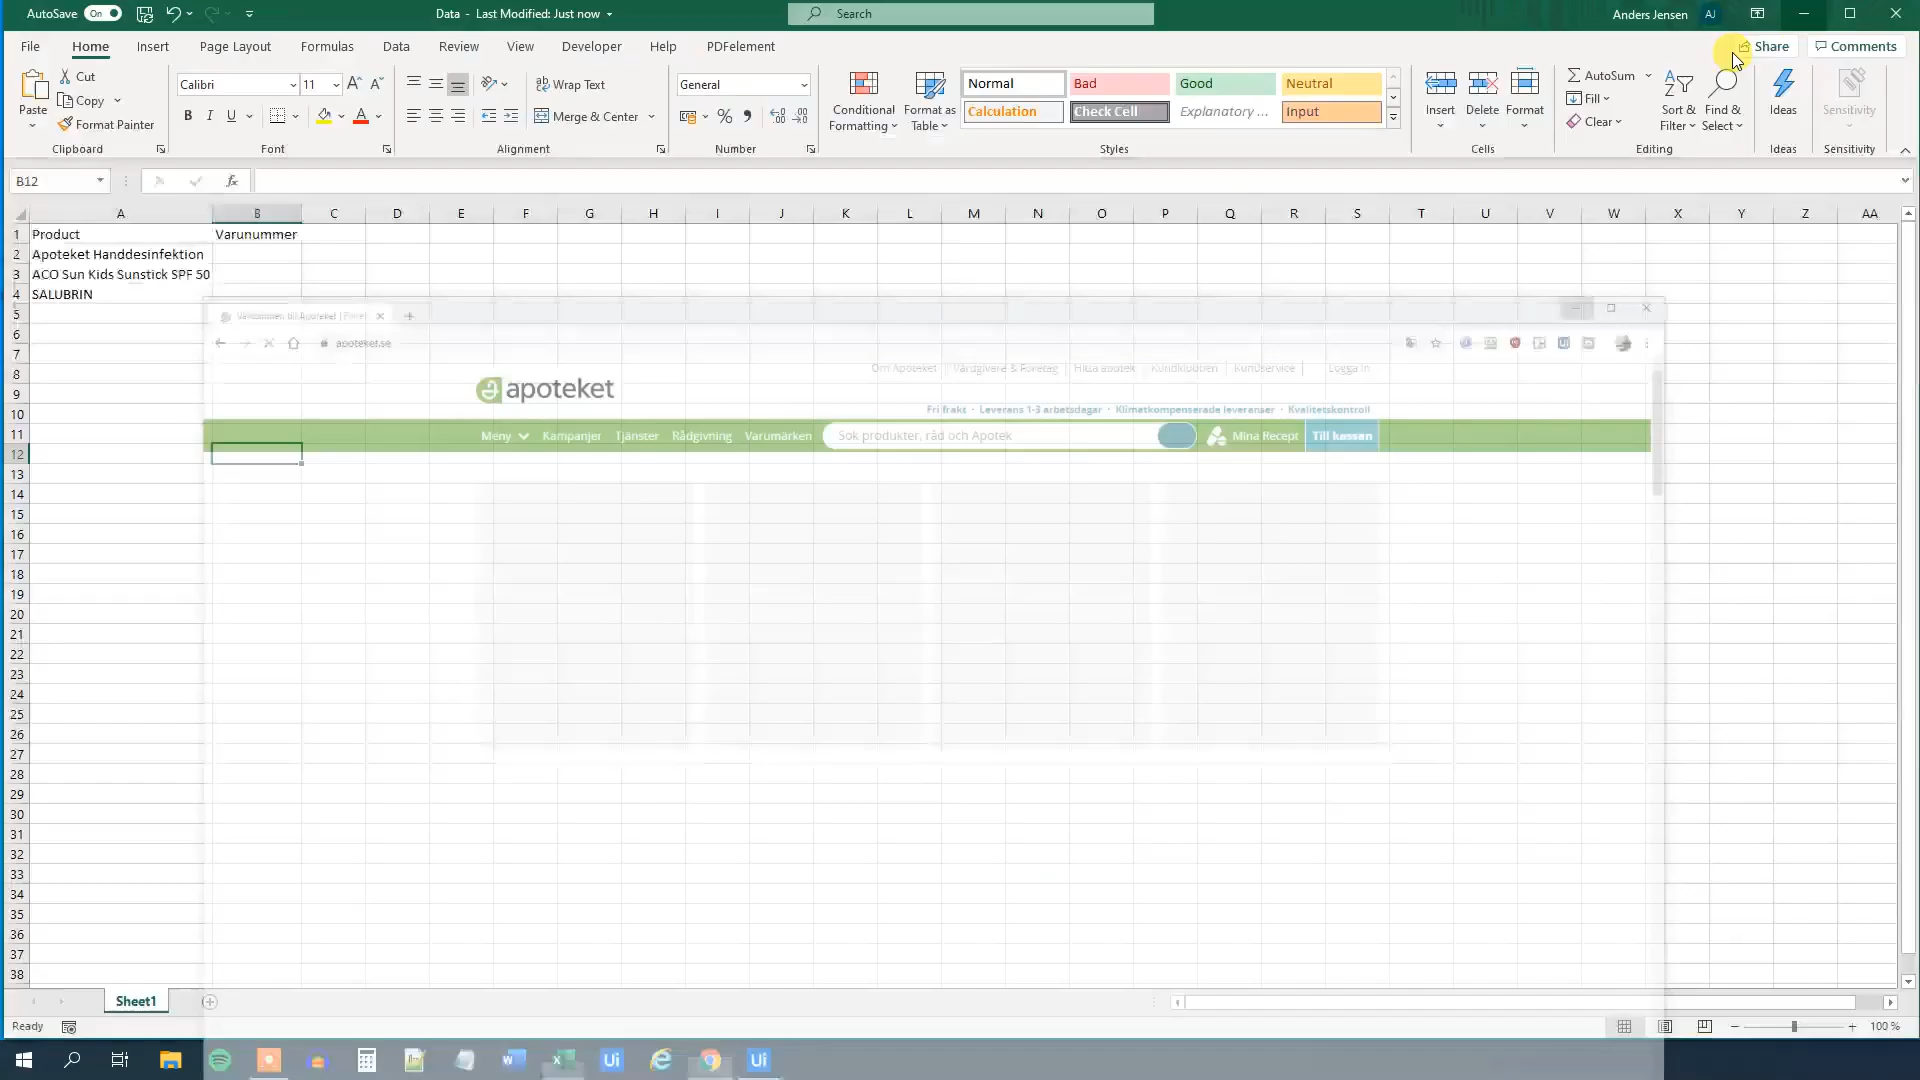 AutoSave On
Data - Last Modified: Just now
Search
Anders Jensen AJ
File Home Insert Page Layout Formulas Data Review View Developer Help PDFelement
Share Comments
Paste
Cut
Copy
Format Painter
Clipboard
Calibri 11
B I U
Font
Wrap Text
Merge & Center
Alignment
General
Number
Conditional Formatting
Format as Table
Normal Bad Good Neutral
Calculation Check Cell Explanatory ... Input
Styles
Insert Delete Format
Cells
AutoSum
Fill
Clear
Sort & Filter
Find & Select
Editing
Ideas
Ideas
Sensitivity
Sensitivity
B12 fx
A B C D E F G H I J K L M N O P Q R S T U V W X Y Z AA
1 Product Varunummer
2 Apoteket Handdesinfektion
3 ACO Sun Kids Sunstick SPF 50
4 SALUBRIN
5
6
7
8
9
10
11
12
13
14
15
16
17
18
19
20
21
22
23
24
25
26
27
28
29
30
31
32
33
34
35
36
37
38
apoteket.se
Om Apoteket Vårdgivare & Företag Hitta apotek Kundklubben Kundservice Logga in
apoteket
Fri frakt · Leverans 1-3 arbetsdagar · Klimatkompenserade leveranser · Kvalitetskontroll
Meny Kampanjer Tjänster Rådgivning Varumärken Sök produkter, råd och Apotek Mina Recept Till kassan
Sheet1
Ready
100 %